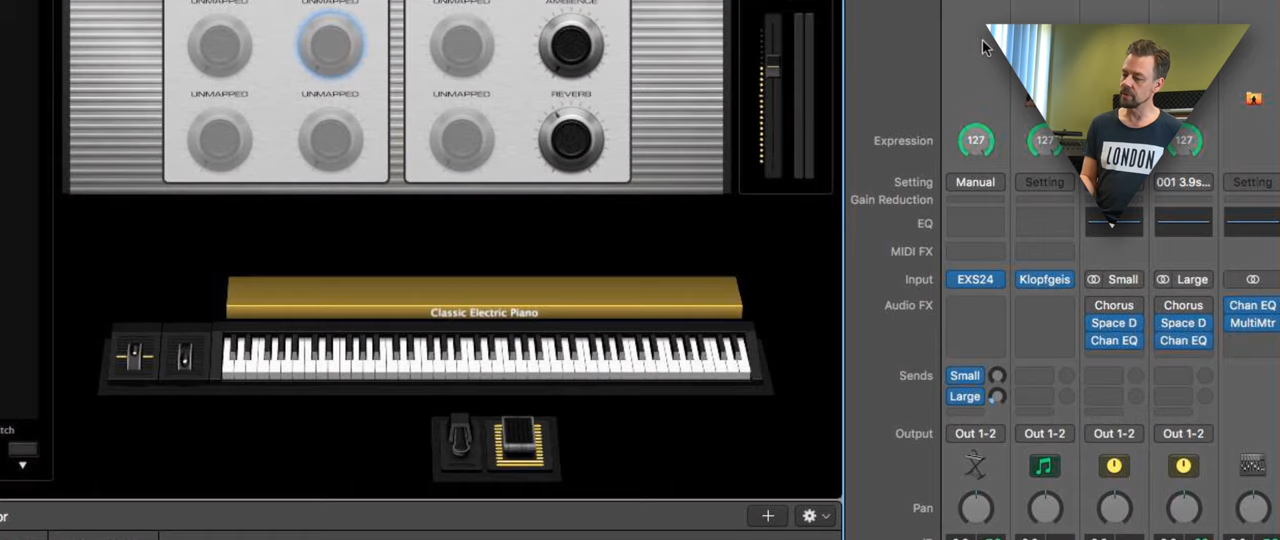 UNMAPPED UNMAPPED UNMAPPED AMBIENCE
UNMAPPED UNMAPPED UNMAPPED REVERB
Classic Electric Piano
tch
or
Expression 127 127 127
Setting Manual Setting 001 3.9s... Setting
Gain Reduction
EQ
MIDI FX
Input EXS24 Klopfgeis Small Large
Audio FX Chorus Chorus Chan EQ
Space D Space D MultiMtr
Chan EQ Chan EQ
Sends Small
Large
Output Out 1-2 Out 1-2 Out 1-2 Out 1-2
Pan
LONDON